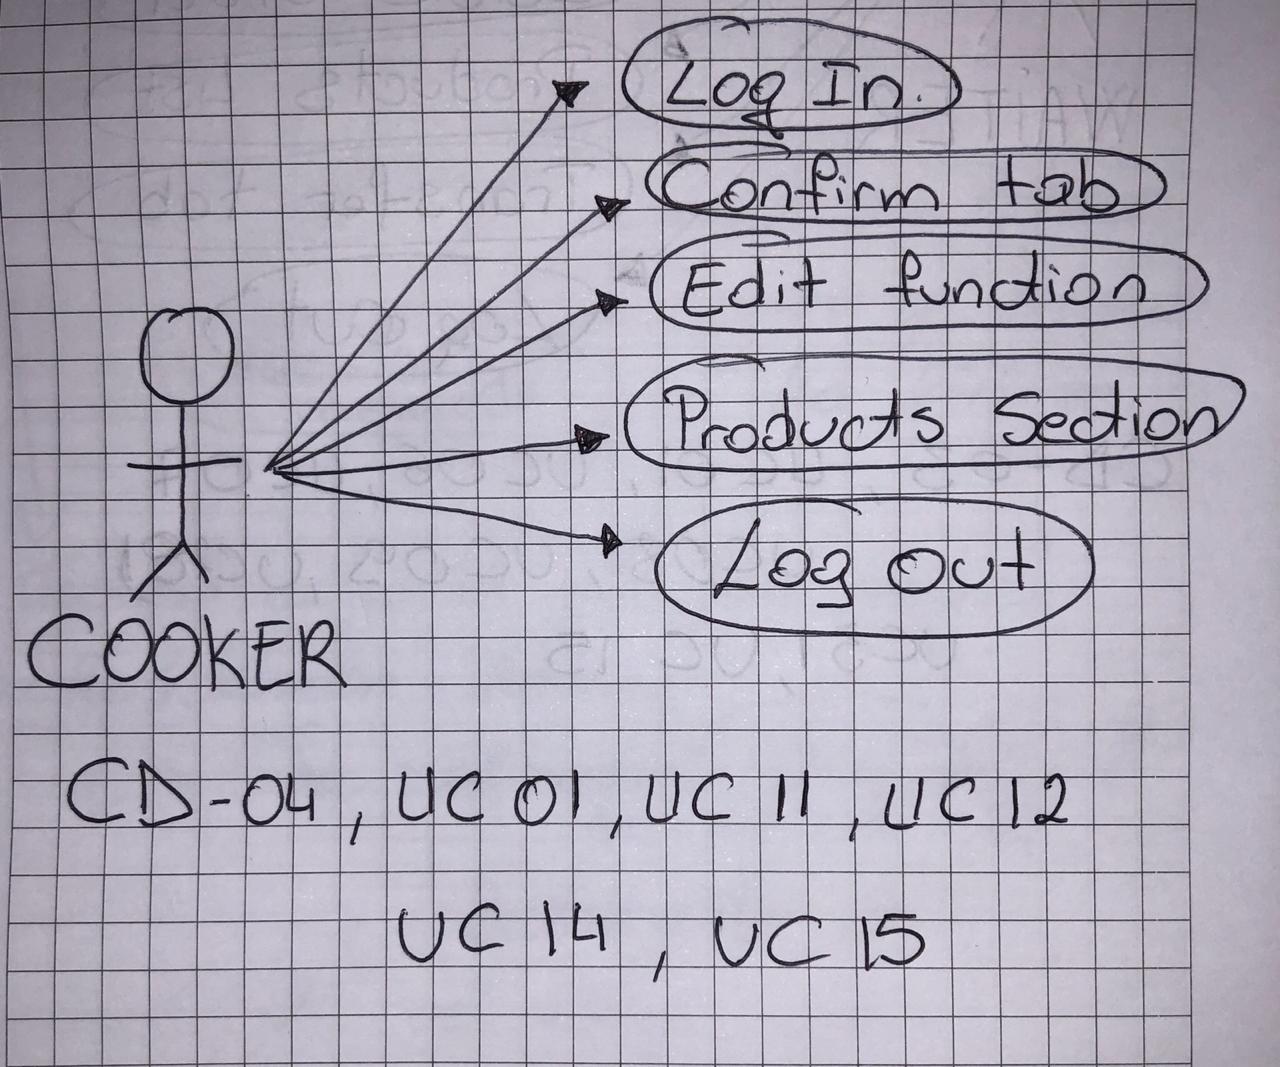 Log In.
Confirm tab
Edit function
Products Section
Log Out
COOKER
CD-04, UC 01, UC 11, UC 12
UC 14, UC 15